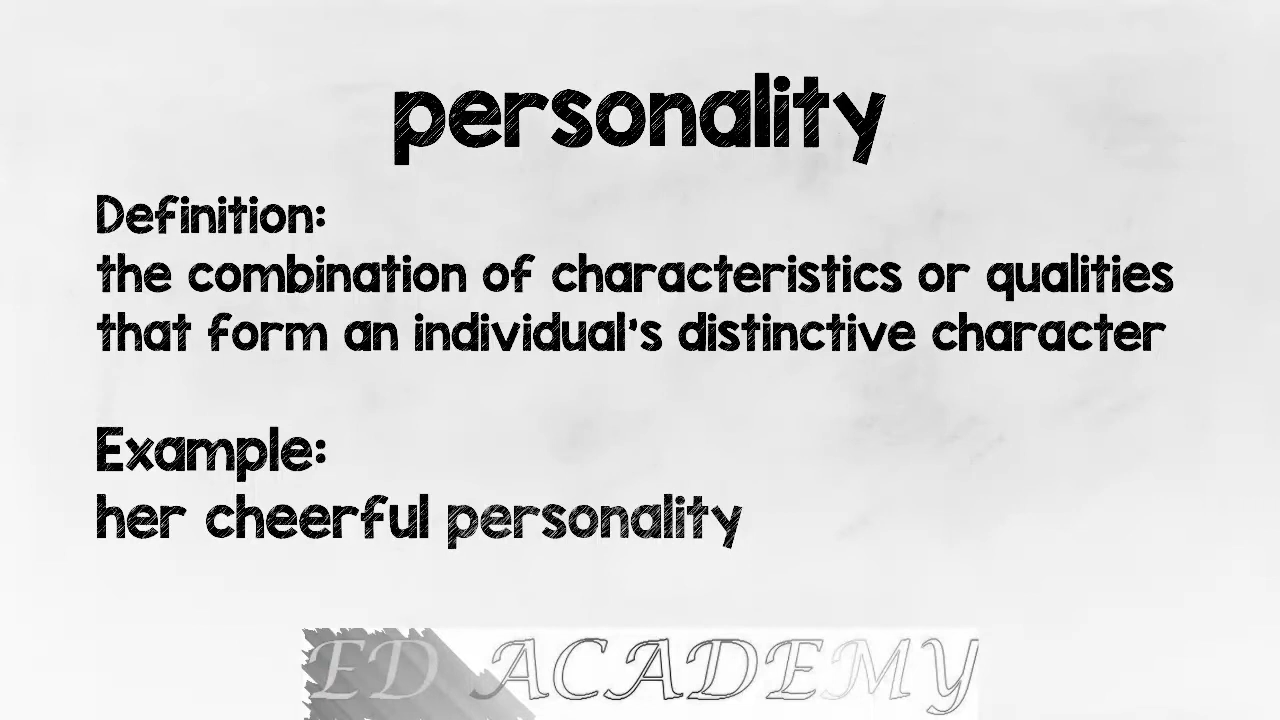 personality
Definition:
the combination of characteristics or qualities
that form an individual's distinctive character
Example:
her cheerful personality
ED ACADEMY